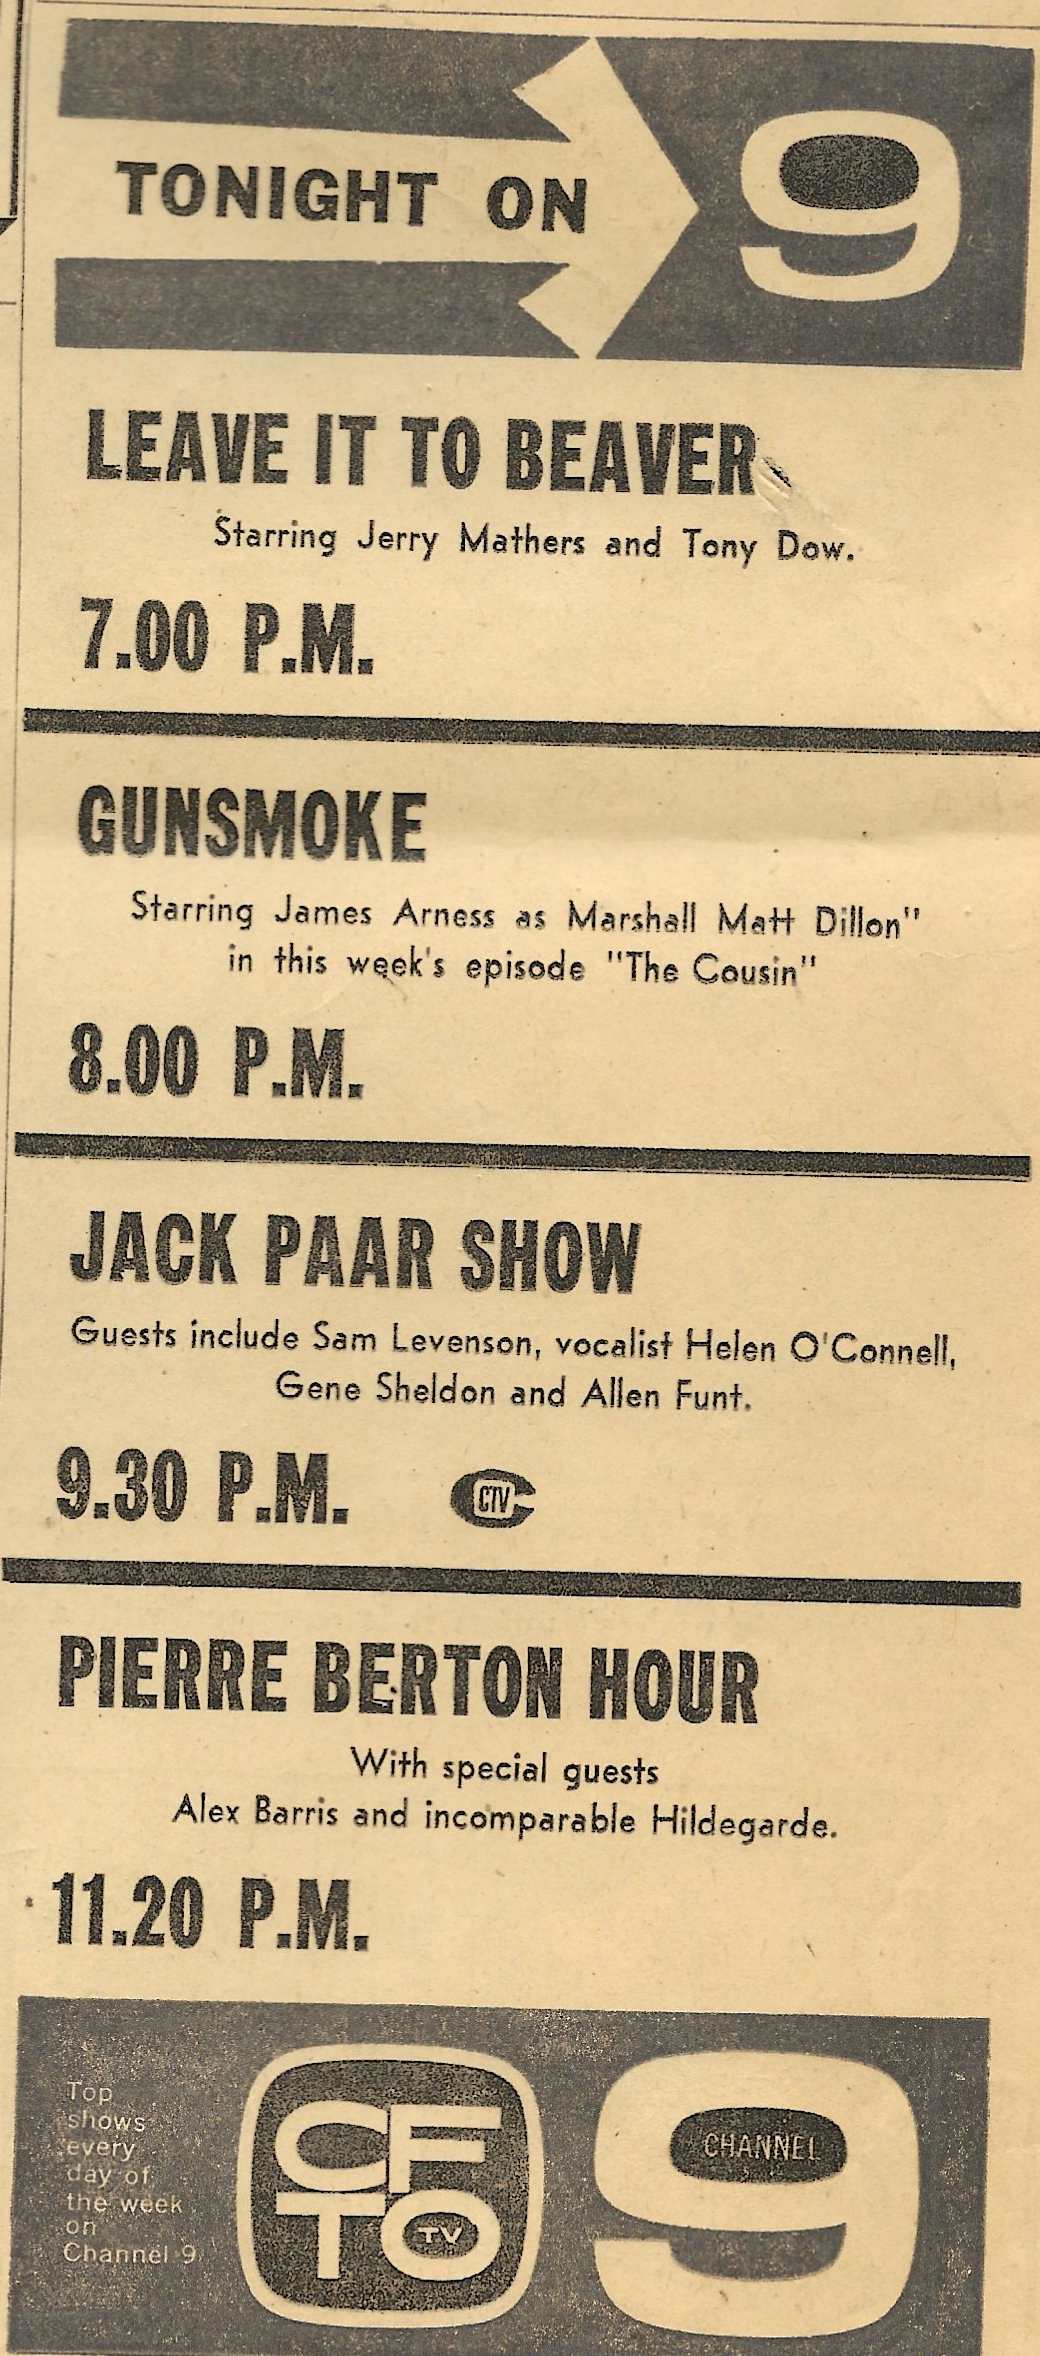 TONIGHT ON 9
LEAVE IT TO BEAVER
Starring Jerry Mathers and Tony Dow.
7.00 P.M.
GUNSMOKE
Starring James Arness as Marshall Matt Dillon"
in this week's episode "The Cousin"
8.00 P.M.
JACK PAAR SHOW
Guests include Sam Levenson, vocalist Helen O'Connell,
Gene Sheldon and Allen Funt.
9.30 P.M. CTV
PIERRE BERTON HOUR
With special guests
Alex Barris and incomparable Hildegarde.
11.20 P.M.
Top
shows
every
day of
the week
on
Channel 9
CF
TO
TV
CHANNEL
9